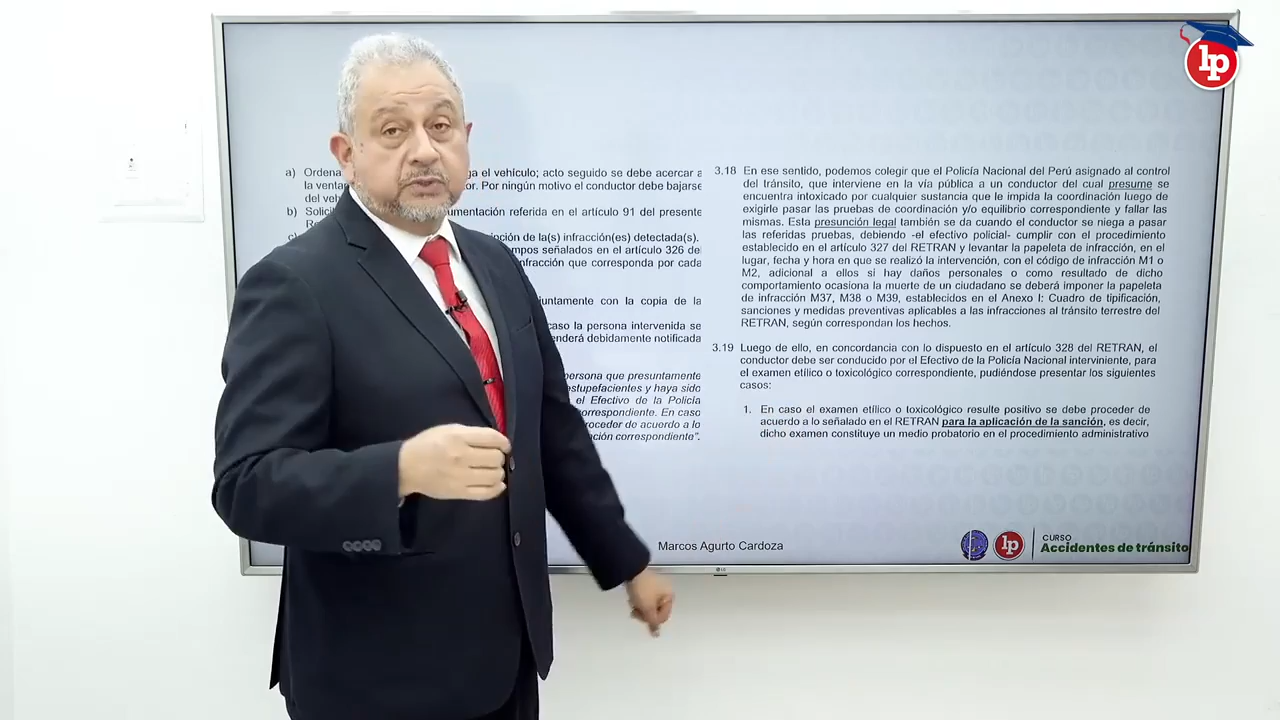 lp
a) Ordena ga el vehículo; acto seguido se debe acercar a
la venta or. Por ningún motivo el conductor debe bajarse
del veh
b) Solici umentación referida en el artículo 91 del presente
Re
ripción de la(s) infracción(es) detectada(s).
mpos señalados en el artículo 326 del
nfracción que corresponda por cada
juntamente con la copia de la
caso la persona intervenida se
enderá debidamente notificada
persona que presuntamente
estupefacientes y haya sido
el Efectivo de la Policía
correspondiente. En caso
roceder de acuerdo a lo
ción correspondiente".
3.18 En ese sentido, podemos colegir que el Policía Nacional del Perú asignado al control
del tránsito, que interviene en la vía pública a un conductor del cual presume se
encuentra intoxicado por cualquier sustancia que le impida la coordinación luego de
exigirle pasar las pruebas de coordinación y/o equilibrio correspondiente y fallar las
mismas. Esta presunción legal también se da cuando el conductor se niega a pasar
las referidas pruebas, debiendo -el efectivo policial- cumplir con el procedimiento
establecido en el artículo 327 del RETRAN y levantar la papeleta de infracción, en el
lugar, fecha y hora en que se realizó la intervención, con el código de infracción M1 o
M2, adicional a ellos si hay daños personales o como resultado de dicho
comportamiento ocasiona la muerte de un ciudadano se deberá imponer la papeleta
de infracción M37, M38 o M39, establecidos en el Anexo I: Cuadro de tipificación,
sanciones y medidas preventivas aplicables a las infracciones al tránsito terrestre del
RETRAN, según correspondan los hechos.
3.19 Luego de ello, en concordancia con lo dispuesto en el artículo 328 del RETRAN, el
conductor debe ser conducido por el Efectivo de la Policía Nacional interviniente, para
el examen etílico o toxicológico correspondiente, pudiéndose presentar los siguientes
casos:
1. En caso el examen etílico o toxicológico resulte positivo se debe proceder de
acuerdo a lo señalado en el RETRAN para la aplicación de la sanción, es decir,
dicho examen constituye un medio probatorio en el procedimiento administrativo
Marcos Agurto Cardoza
lp
CURSO
Accidentes de tránsito
LG